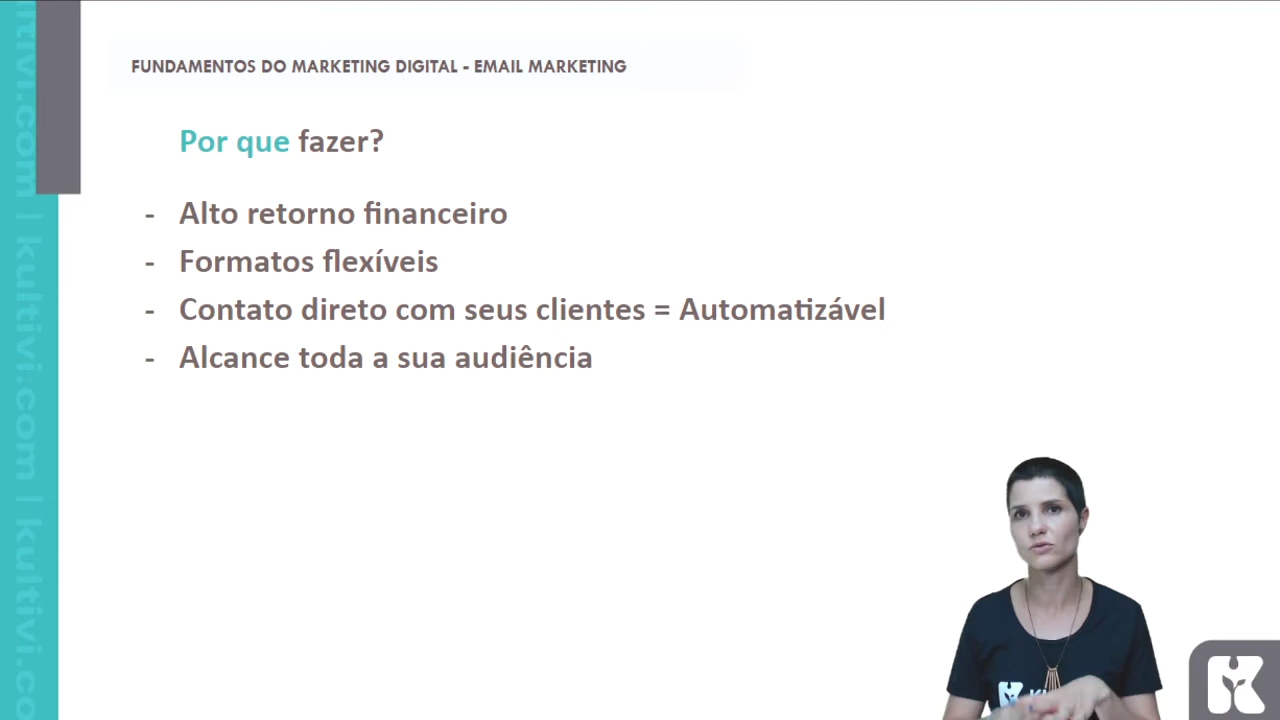 FUNDAMENTOS DO MARKETING DIGITAL - EMAIL MARKETING
Por que fazer?
- Alto retorno financeiro
- Formatos flexíveis
- Contato direto com seus clientes = Automatizável
- Alcance toda a sua audiência
kultivi.com | kultivi.com | kultivi.co